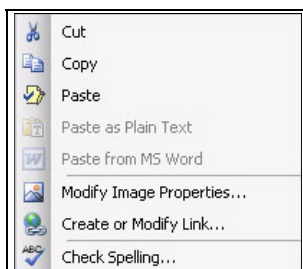 Cut
Copy
Paste
Paste as Plain Text
Paste from MS Word
Modify Image Properties...
Create or Modify Link...
ABC Check Spelling...